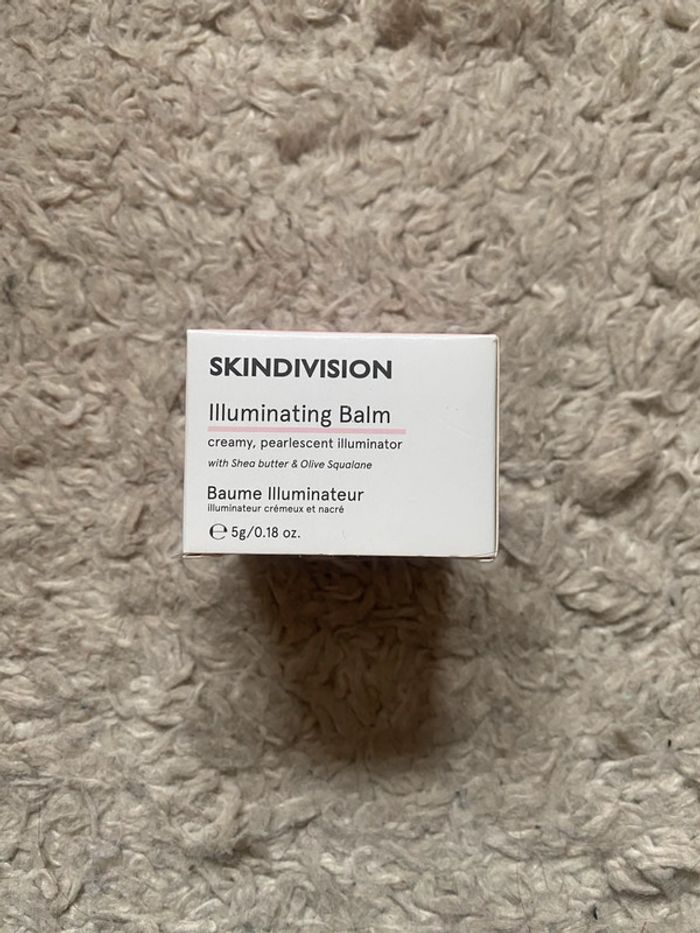 SKINDIVISION
Illuminating Balm
creamy, pearlescent illuminator
with Shea butter & Olive Squalane
Baume Illuminateur
illuminateur crémeux et nacré
℮ 5g/0.18 oz.